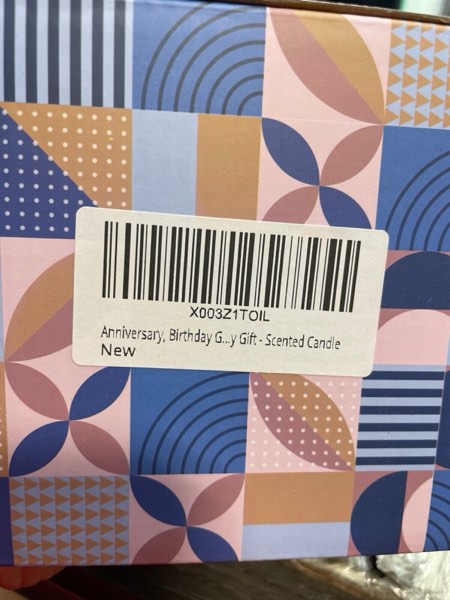 X003Z1TOIL
Anniversary, Birthday G...y Gift - Scented Candle
New